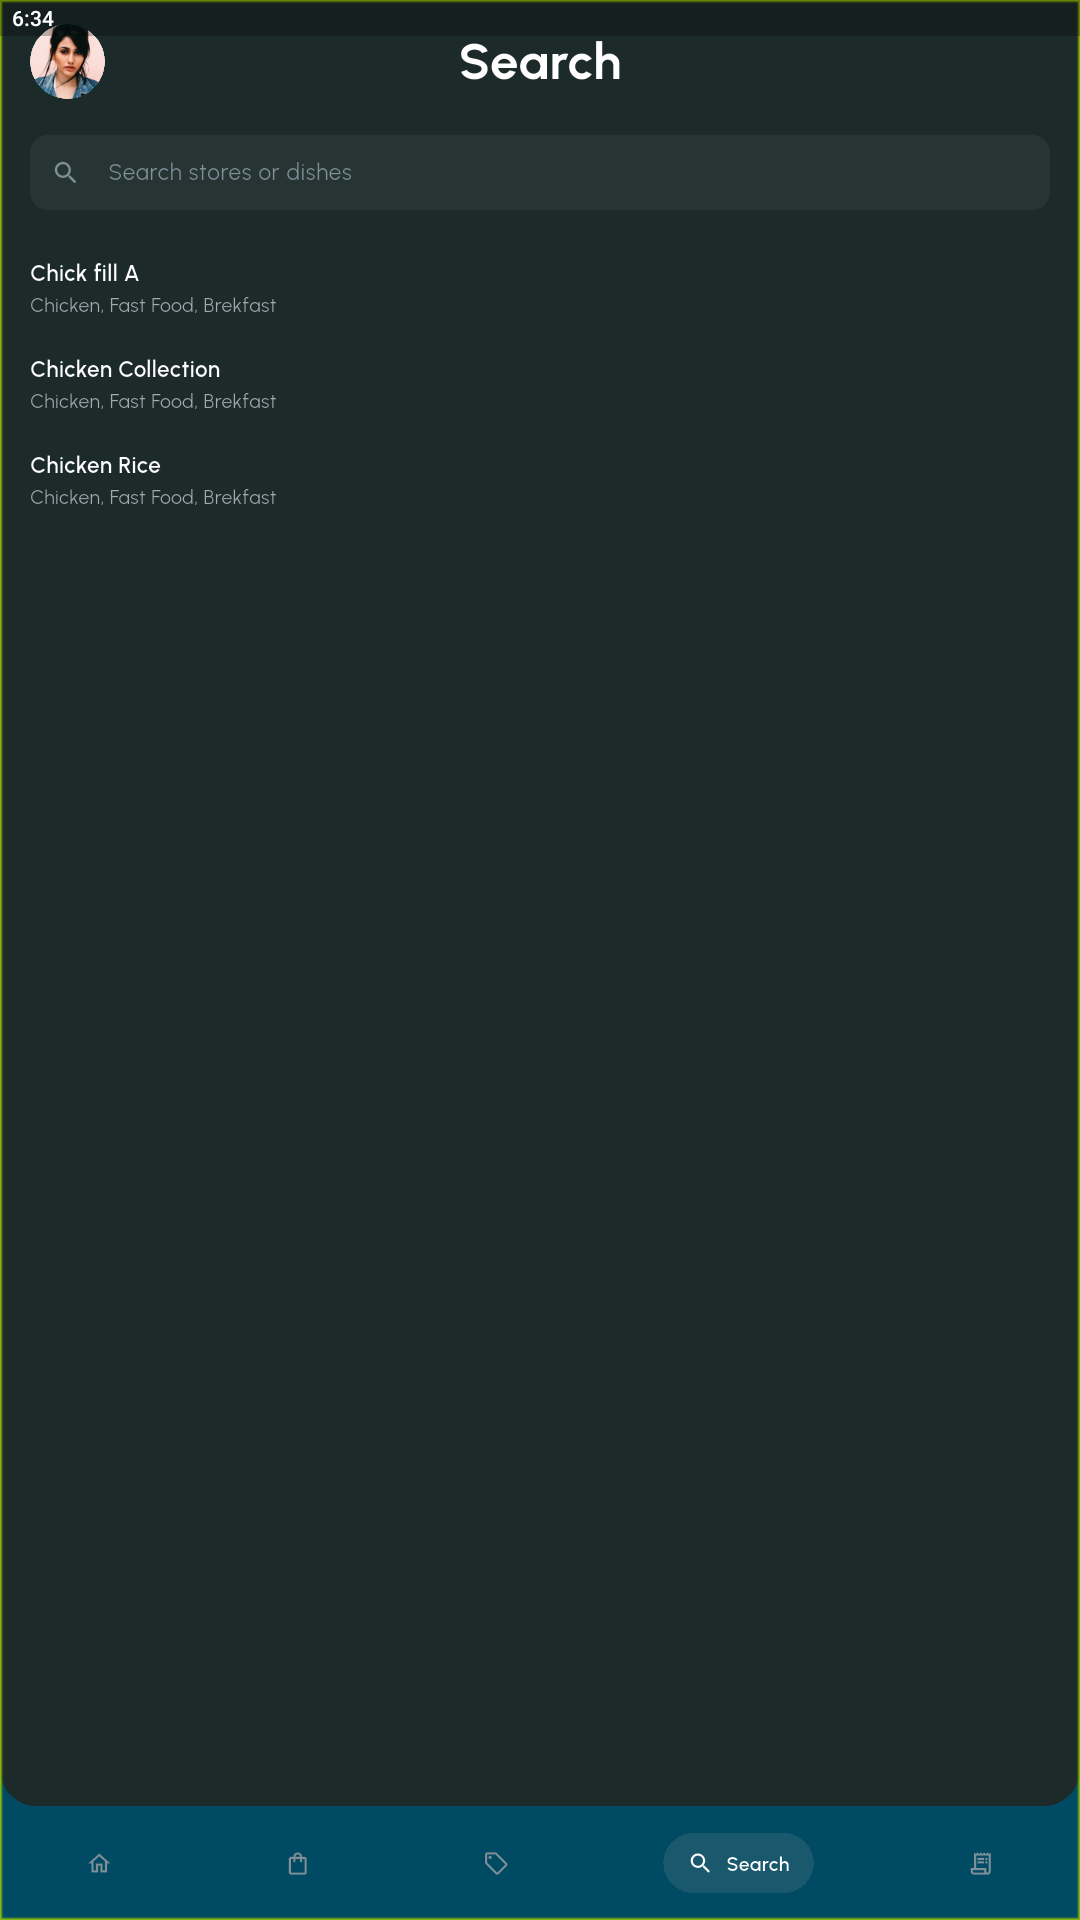 6:34
Search
Search stores or dishes
Chick fill A
Chicken, Fast Food, Brekfast
Chicken Collection
Chicken, Fast Food, Brekfast
Chicken Rice
Chicken, Fast Food, Brekfast
Search